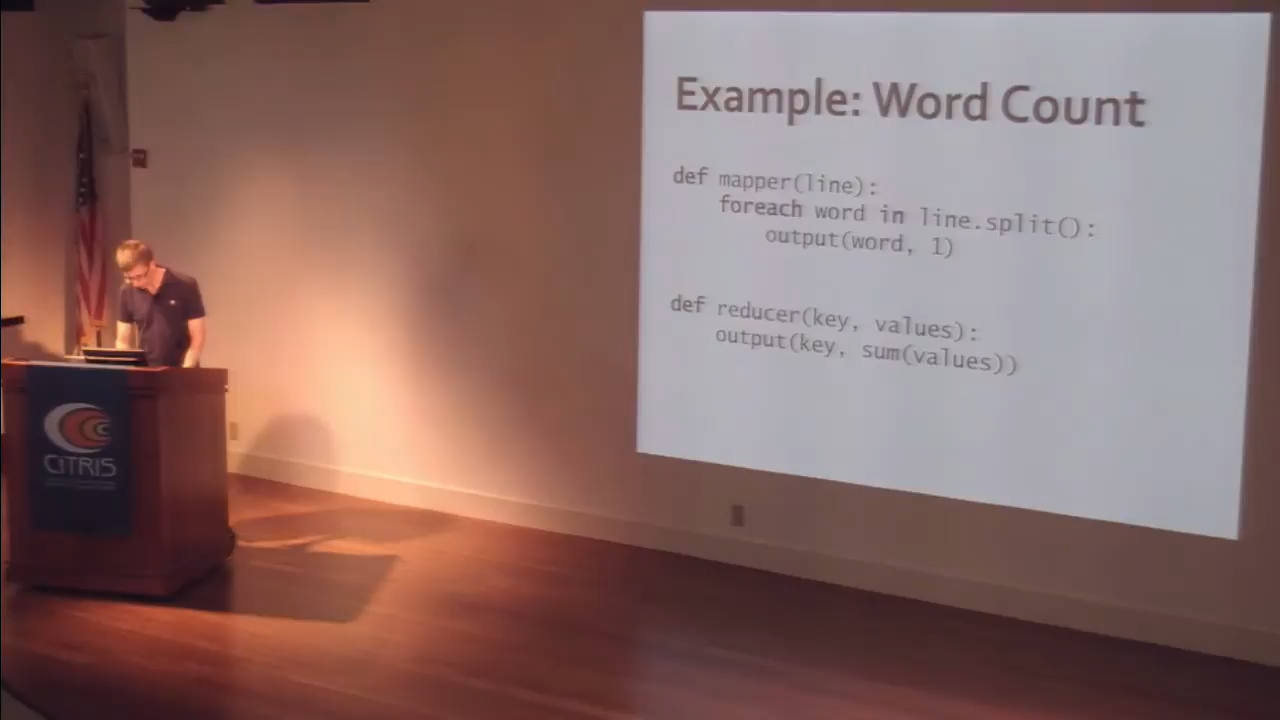 Example: Word Count
def mapper(line):
foreach word in line.split():
output(word, 1)
def reducer(key, values):
output(key, sum(values))
CiTRIS